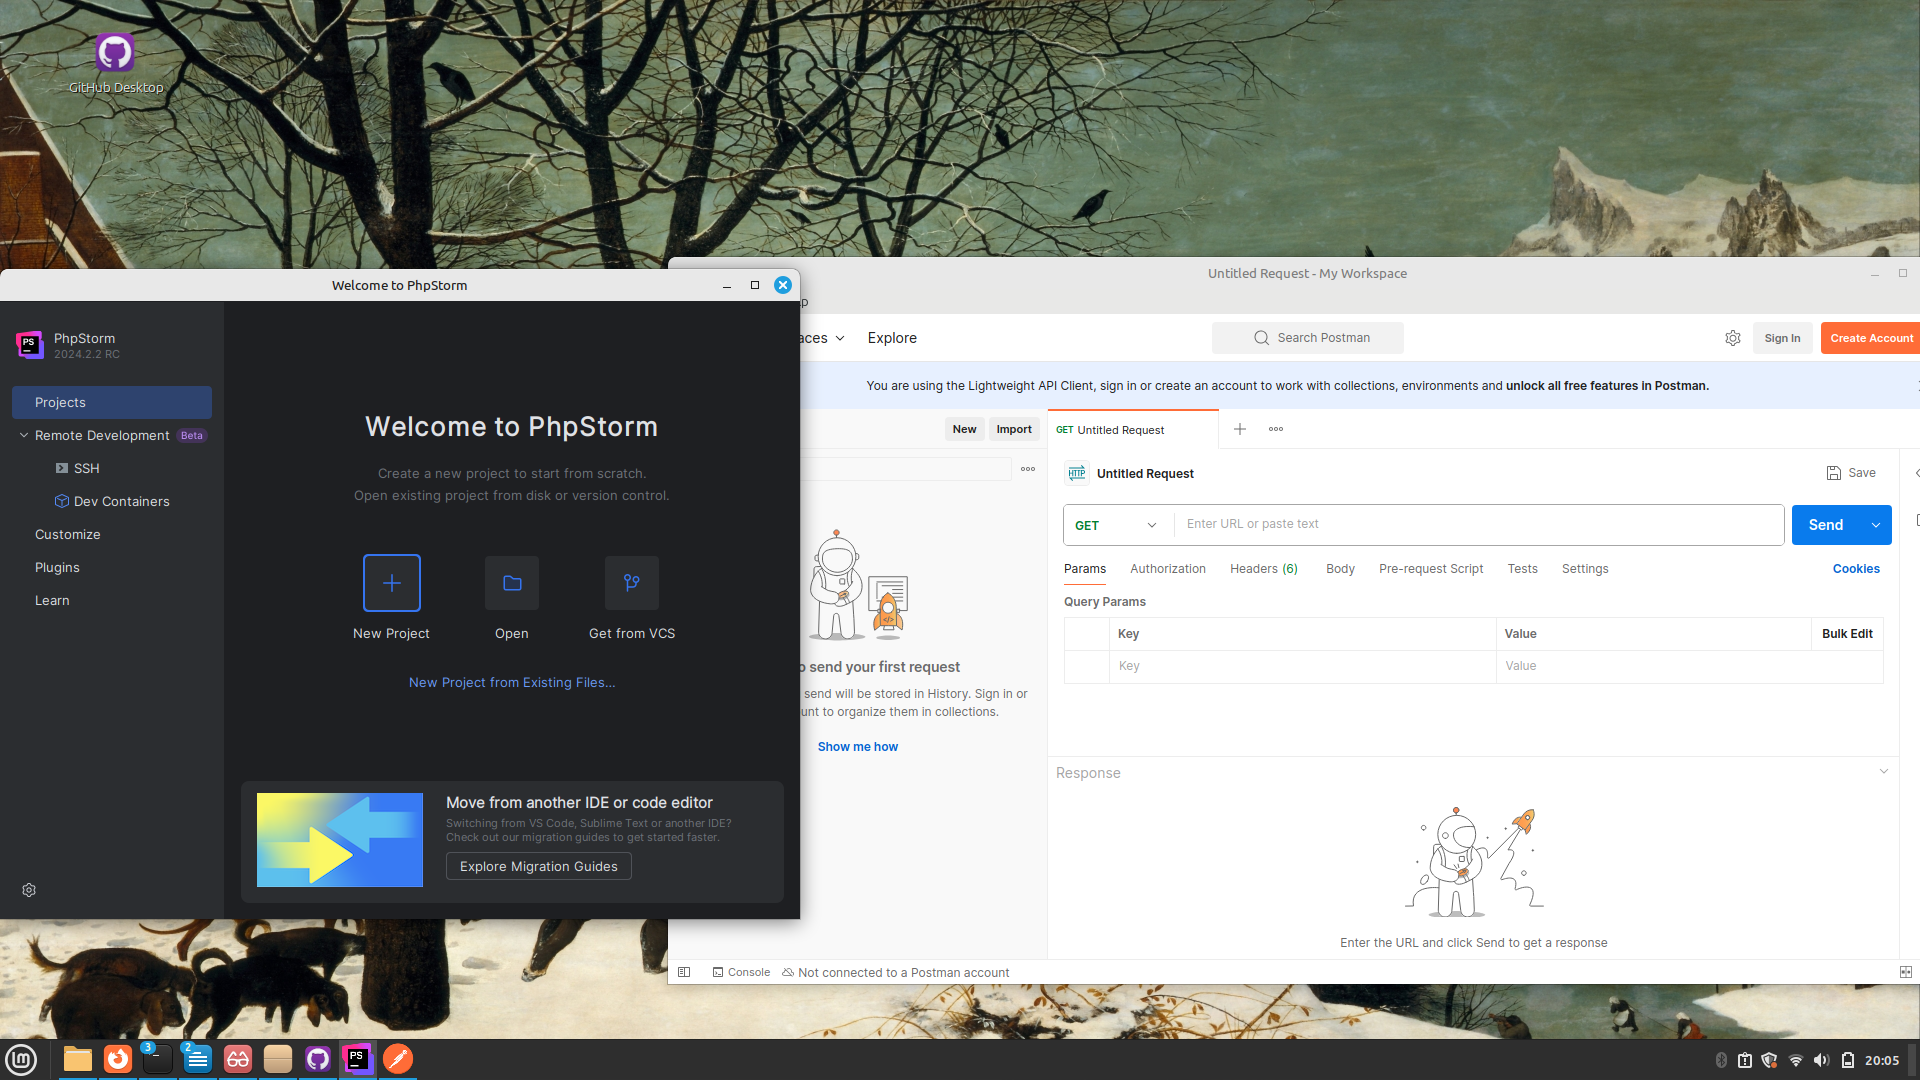 GitHub Desktop
Welcome to PhpStorm
PS
PhpStorm
2024.2.2 RC
Projects
Remote Development Beta
SSH
Dev Containers
Customize
Plugins
Learn
Welcome to PhpStorm
Create a new project to start from scratch.
Open existing project from disk or version control.
New Project
Open
Get from VCS
New Project from Existing Files...
Move from another IDE or code editor
Switching from VS Code, Sublime Text or another IDE?
Check out our migration guides to get started faster.
Explore Migration Guides
Untitled Request - My Workspace
p
aces
Explore
Search Postman
Sign In
Create Account
You are using the Lightweight API Client, sign in or create an account to work with collections, environments and unlock all free features in Postman.
New
Import
GET Untitled Request
HTTP
Untitled Request
Save
GET
Enter URL or paste text
Send
Params
Authorization
Headers (6)
Body
Pre-request Script
Tests
Settings
Cookies
Query Params
Key
Value
Bulk Edit
Key
Value
o send your first request
send will be stored in History. Sign in or
unt to organize them in collections.
Show me how
Response
Enter the URL and click Send to get a response
Console
Not connected to a Postman account
3
2
PS
20:05